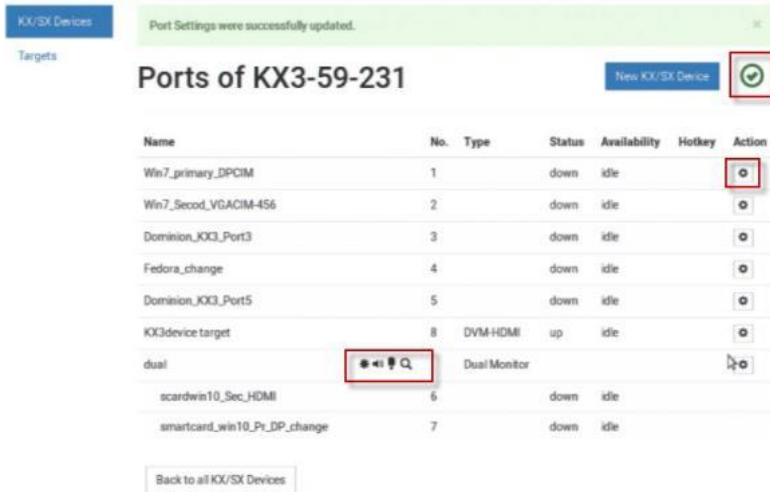 KX/SX Devices
Targets
Port Settings were successfully updated. ×
Ports of KX3-59-231
New KX/SX Device
Name No. Type Status Availability Hotkey Action
Win7_primary_DPCIM 1 down idle
Win7_Secod_VGACIM-456 2 down idle
Dominion_KX3_Port3 3 down idle
Fedora_change 4 down idle
Dominion_KX3_Port5 5 down idle
KX3device target 8 DVM-HDMI up idle
dual Dual Monitor
scardwin10_Sec_HDMI 6 down idle
smartcard_win10_Pr_DP_change 7 down idle
Back to all KX/SX Devices